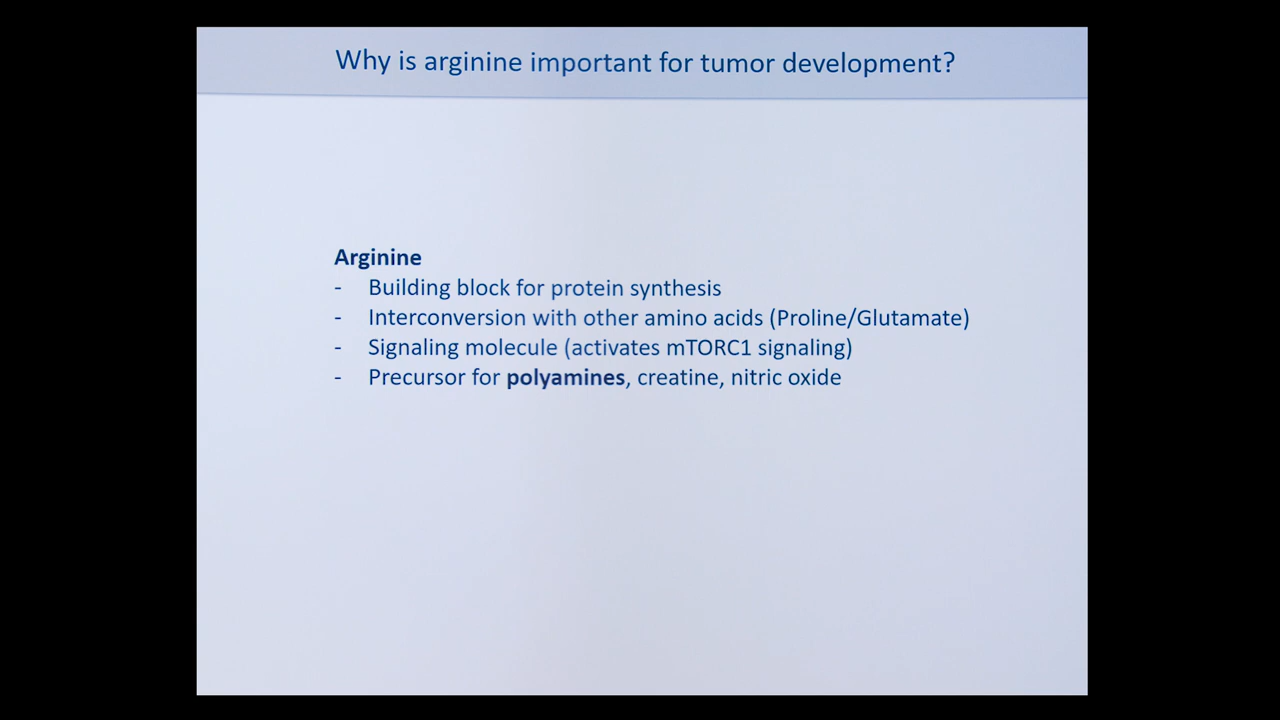 Why is arginine important for tumor development?
Arginine
- Building block for protein synthesis
- Interconversion with other amino acids (Proline/Glutamate)
- Signaling molecule (activates mTORC1 signaling)
- Precursor for polyamines, creatine, nitric oxide